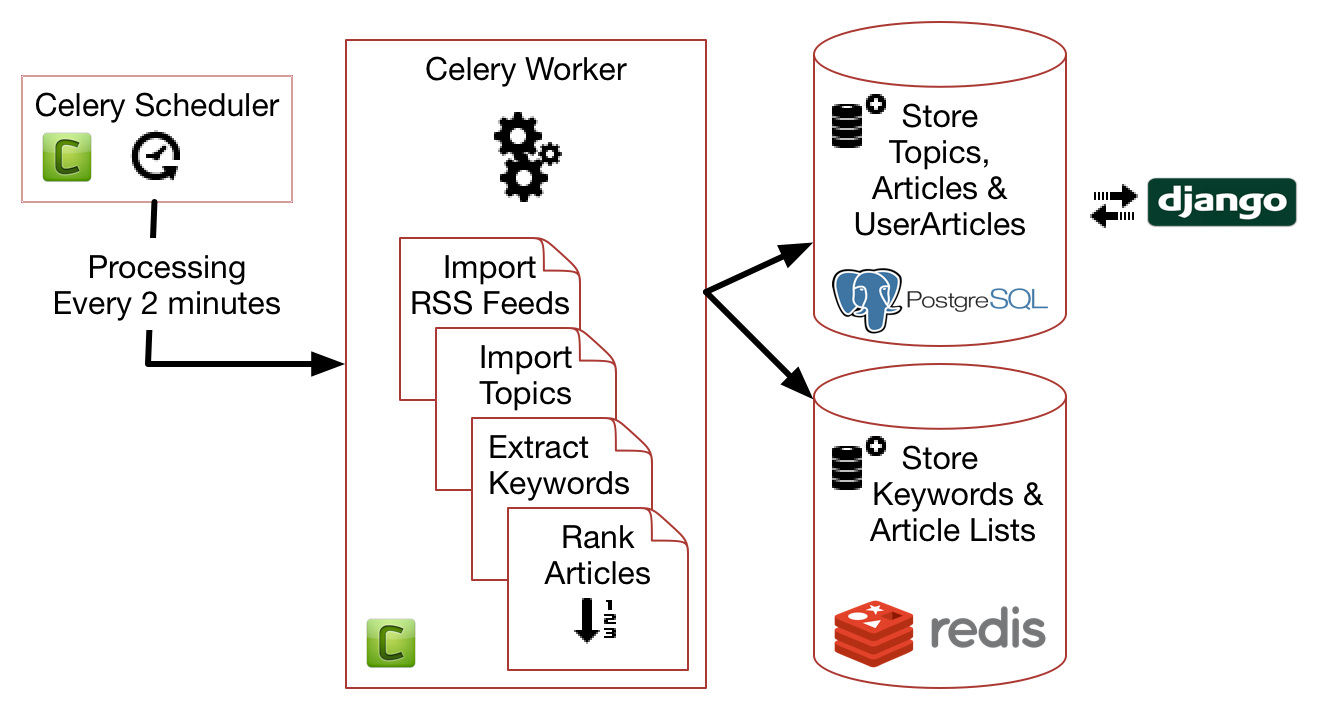 Celery Scheduler
C
Processing
Every 2 minutes
Celery Worker
Import
RSS Feeds
Import
Topics
Extract
Keywords
Rank
Articles
1
2
3
C
Store
Topics,
Articles &
UserArticles
PostgreSQL
django
Store
Keywords &
Article Lists
redis